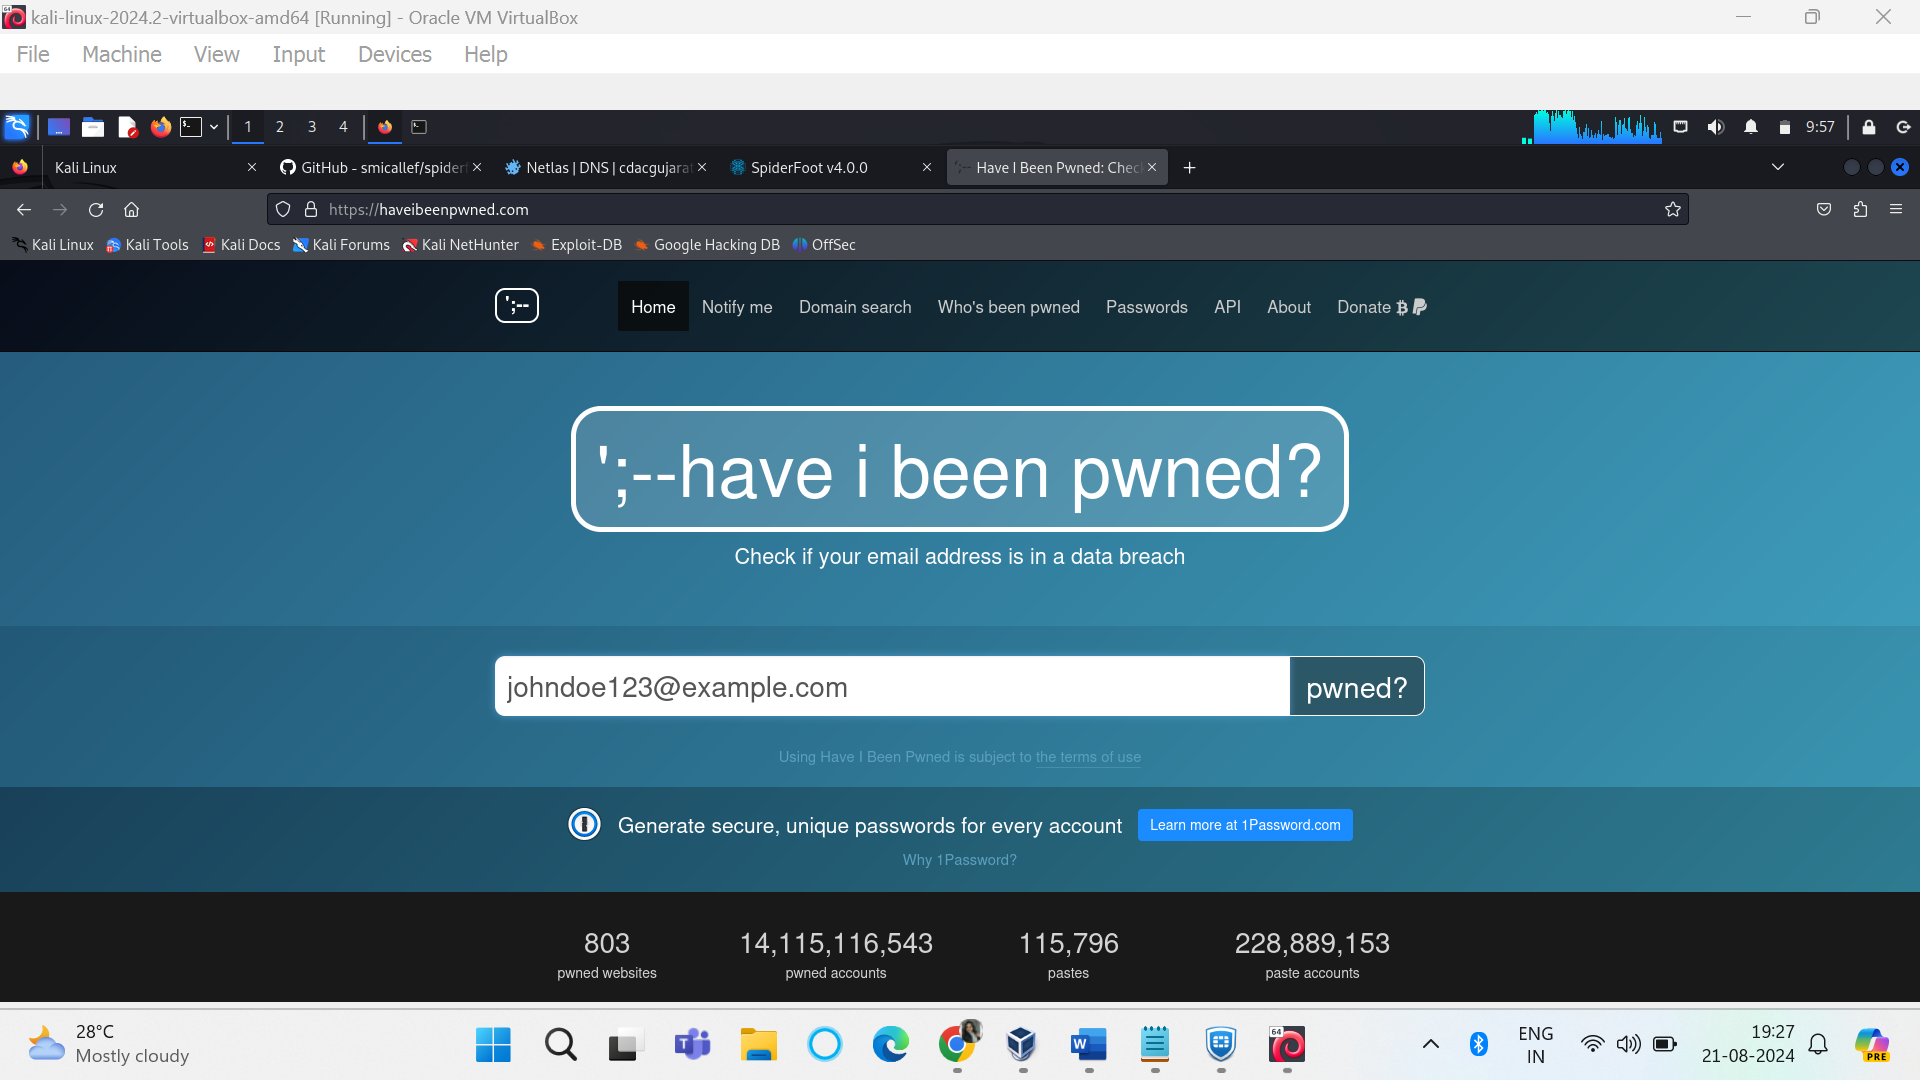 kali-linux-2024.2-virtualbox-amd64 [Running] - Oracle VM VirtualBox
File Machine View Input Devices Help
1 2 3 4 9:57
Kali Linux GitHub - smicallef/spiderf Netlas | DNS | cdacgujarat SpiderFoot v4.0.0 Have I Been Pwned: Chec
https://haveibeenpwned.com
Kali Linux Kali Tools Kali Docs Kali Forums Kali NetHunter Exploit-DB Google Hacking DB OffSec
';-- Home Notify me Domain search Who's been pwned Passwords API About Donate
';--have i been pwned?
Check if your email address is in a data breach
johndoe123@example.com pwned?
Using Have I Been Pwned is subject to the terms of use
Generate secure, unique passwords for every account Learn more at 1Password.com
Why 1Password?
803 14,115,116,543 115,796 228,889,153
pwned websites pwned accounts pastes paste accounts
28°C
Mostly cloudy
64
ENG
IN
19:27
21-08-2024
PRE